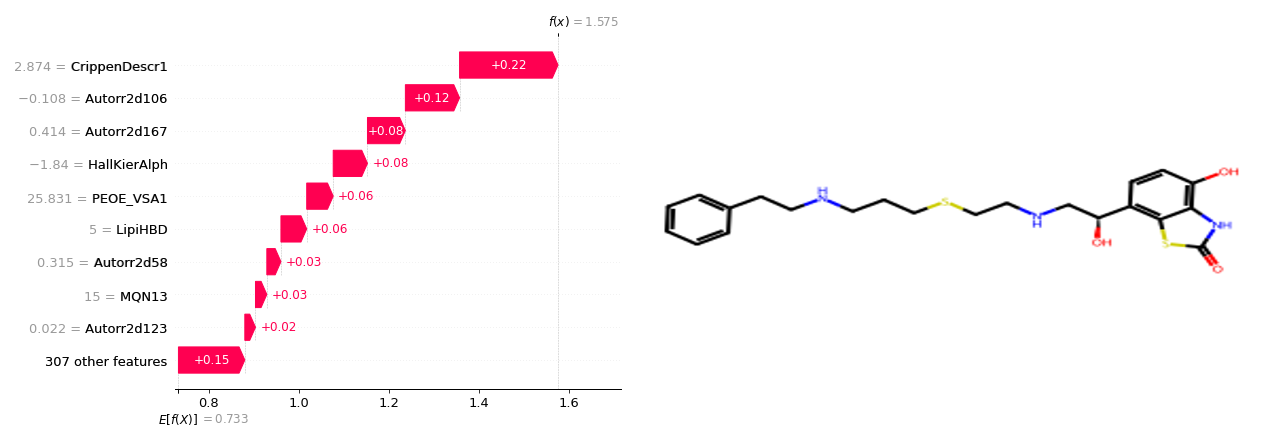 f(x) = 1.575
2.874 = CrippenDescr1 +0.22
−0.108 = Autorr2d106 +0.12
0.414 = Autorr2d167 +0.08
−1.84 = HallKierAlph +0.08
25.831 = PEOE_VSA1 +0.06
5 = LipiHBD +0.06
0.315 = Autorr2d58 +0.03
15 = MQN13 +0.03
0.022 = Autorr2d123 +0.02
307 other features +0.15
0.8 1.0 1.2 1.4 1.6
E[f(X)] = 0.733
OH
NH
S
O
S
OH
N
H
N
H